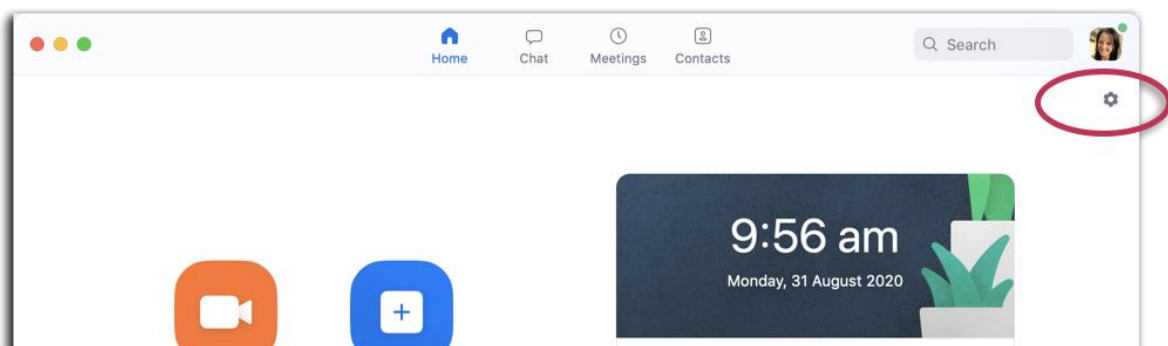 Home
Chat
Meetings
Contacts
Search
9:56 am
Monday, 31 August 2020